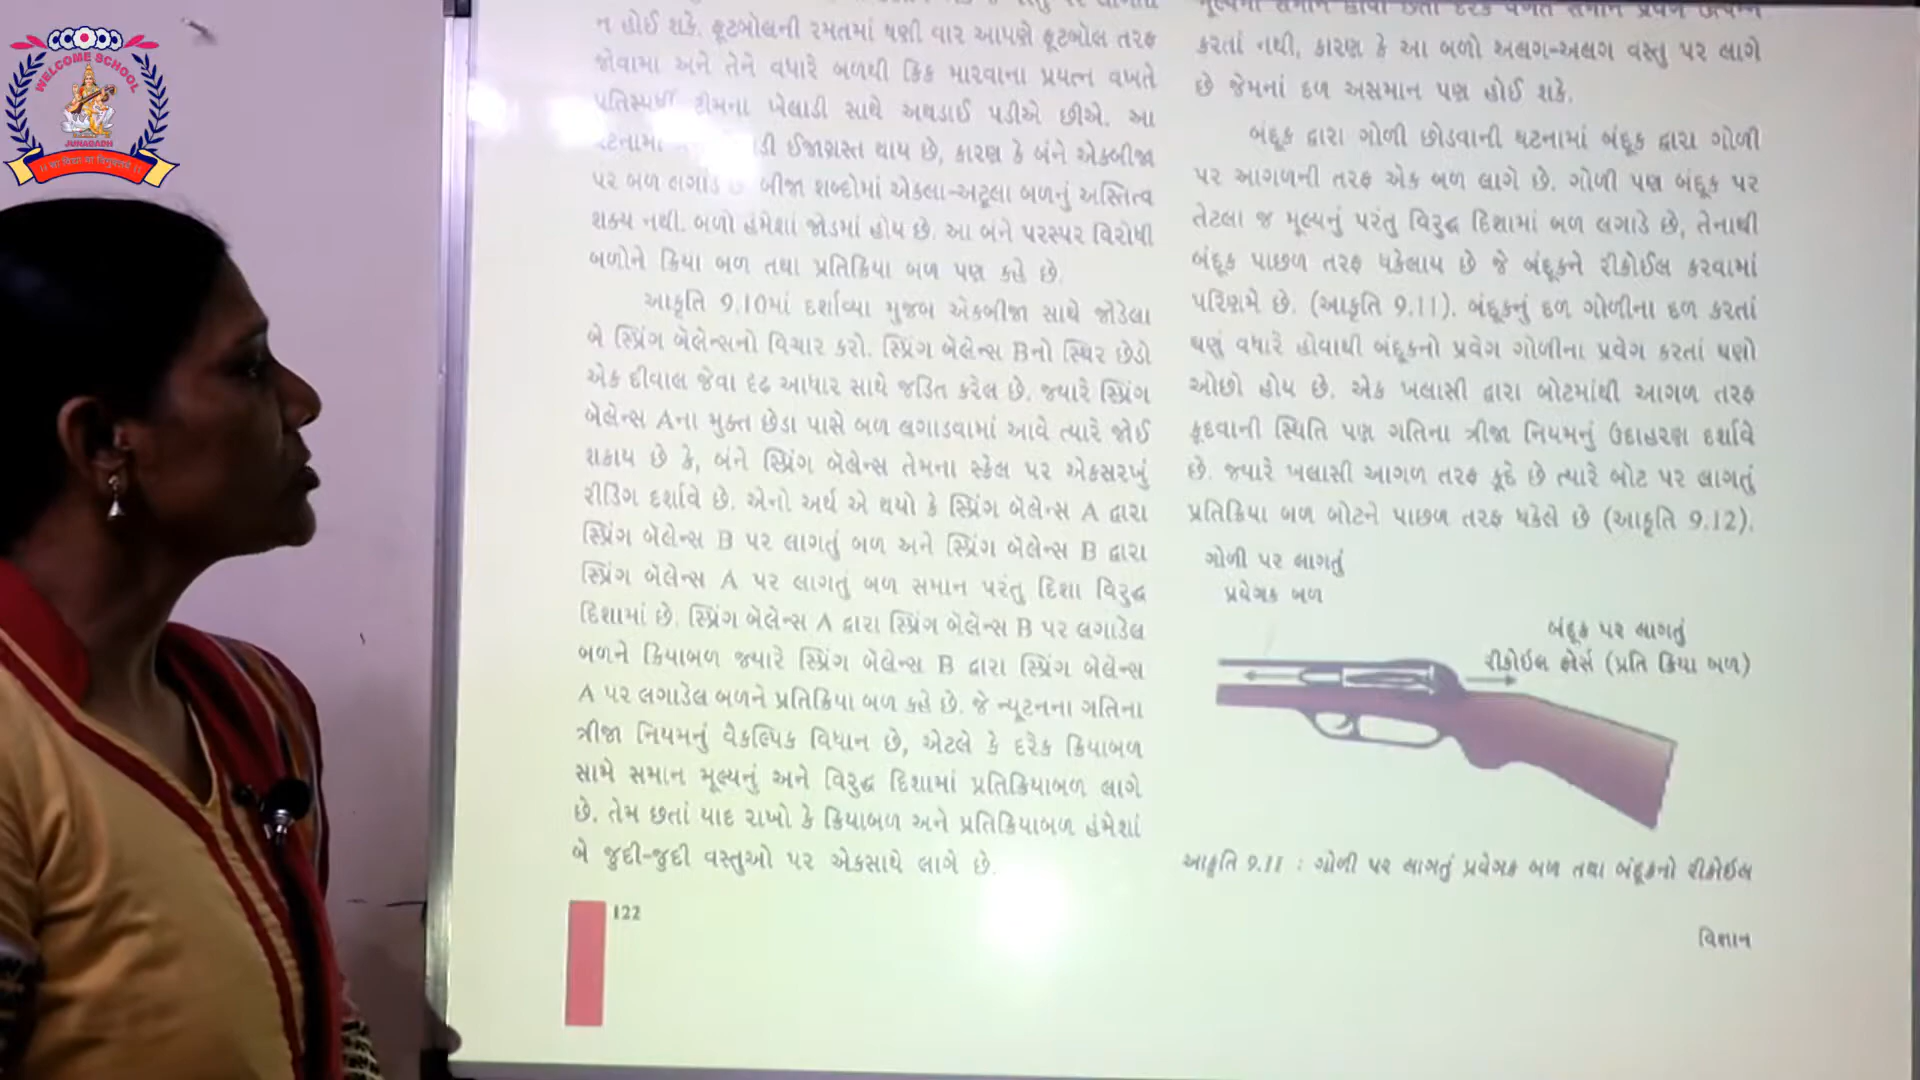 WELCOME SCHOOL
JUNAGADH
|| सा विद्या या विमुक्तये ||
ન હોઈ શકે. ફૂટબૉલની રમતમાં ઘણી વાર આપણે ફૂટબૉલ તરફ
જોવામાં અને તેને વધારે બળથી કિક મારવાના પ્રયત્ન વખતે
પ્રતિસ્પર્ધી ટીમના ખેલાડી સાથે અથડાઈ પડીએ છીએ. આ
ઈજાગ્રસ્ત થાય છે, કારણ કે બંને એકબીજા
પર બળ લગાડે છે. બીજા શબ્દોમાં એકલા-અટૂલા બળનું અસ્તિત્વ
શક્ય નથી. બળો હંમેશાં જોડમાં હોય છે. આ બંને પરસ્પર વિરોધી
બળોને ક્રિયા બળ તથા પ્રતિક્રિયા બળ પણ કહે છે.
આકૃતિ 9.10માં દર્શાવ્યા મુજબ એકબીજા સાથે જોડેલા
બે સ્પ્રિંગ બૅલેન્સનો વિચાર કરો. સ્પ્રિંગ બૅલેન્સ Bનો સ્થિર છેડો
એક દીવાલ જેવા દૃઢ આધાર સાથે જડિત કરેલ છે. જ્યારે સ્પ્રિંગ
બૅલેન્સ Aના મુક્ત છેડા પાસે બળ લગાડવામાં આવે ત્યારે જોઈ
શકાય છે કે, બંને સ્પ્રિંગ બૅલેન્સ તેમના સ્કેલ પર એકસરખું
રીડિંગ દર્શાવે છે. એનો અર્થ એ થયો કે સ્પ્રિંગ બૅલેન્સ A દ્વારા
સ્પ્રિંગ બૅલેન્સ B પર લાગતું બળ અને સ્પ્રિંગ બૅલેન્સ B દ્વારા
સ્પ્રિંગ બૅલેન્સ A પર લાગતું બળ સમાન પરંતુ દિશા વિરુદ્ધ
દિશામાં છે. સ્પ્રિંગ બૅલેન્સ A દ્વારા સ્પ્રિંગ બૅલેન્સ B પર લગાડેલ
બળને ક્રિયાબળ જ્યારે સ્પ્રિંગ બૅલેન્સ B દ્વારા સ્પ્રિંગ બૅલેન્સ
A પર લગાડેલ બળને પ્રતિક્રિયા બળ કહે છે. જે ન્યૂટનના ગતિના
ત્રીજા નિયમનું વૈકલ્પિક વિધાન છે, એટલે કે દરેક ક્રિયાબળ
સામે સમાન મૂલ્યનું અને વિરુદ્ધ દિશામાં પ્રતિક્રિયાબળ લાગે
છે. તેમ છતાં યાદ રાખો કે ક્રિયાબળ અને પ્રતિક્રિયાબળ હંમેશાં
બે જુદી-જુદી વસ્તુઓ પર એકસાથે લાગે છે.
122
મૂલ્યમાં સમાન હોવા છતાં દરેક વખતે સમાન પ્રવેગ ઉત્પન્ન
કરતાં નથી, કારણ કે આ બળો અલગ-અલગ વસ્તુ પર લાગે
છે જેમનાં દળ અસમાન પણ હોઈ શકે.
બંદૂક દ્વારા ગોળી છોડવાની ઘટનામાં બંદૂક દ્વારા ગોળી
પર આગળની તરફ એક બળ લાગે છે. ગોળી પણ બંદૂક પર
તેટલા જ મૂલ્યનું પરંતુ વિરુદ્ધ દિશામાં બળ લગાડે છે, તેનાથી
બંદૂક પાછળ તરફ ધકેલાય છે જે બંદૂકને રીકોઈલ કરવામાં
પરિણમે છે. (આકૃતિ 9.11). બંદૂકનું દળ ગોળીના દળ કરતાં
ઘણું વધારે હોવાથી બંદૂકનો પ્રવેગ ગોળીના પ્રવેગ કરતાં ઘણો
ઓછો હોય છે. એક ખલાસી દ્વારા બોટમાંથી આગળ તરફ
કૂદવાની સ્થિતિ પણ ગતિના ત્રીજા નિયમનું ઉદાહરણ દર્શાવે
છે. જ્યારે ખલાસી આગળ તરફ કૂદે છે ત્યારે બોટ પર લાગતું
પ્રતિક્રિયા બળ બોટને પાછળ તરફ ધકેલે છે (આકૃતિ 9.12).
ગોળી પર લાગતું
પ્રવેગક બળ
બંદૂક પર લાગતું
રીકોઈલ ફોર્સ (પ્રતિ ક્રિયા બળ)
આકૃતિ 9.11 : ગોળી પર લાગતું પ્રવેગક બળ તથા બંદૂકનો રીકોઈલ
વિજ્ઞાન